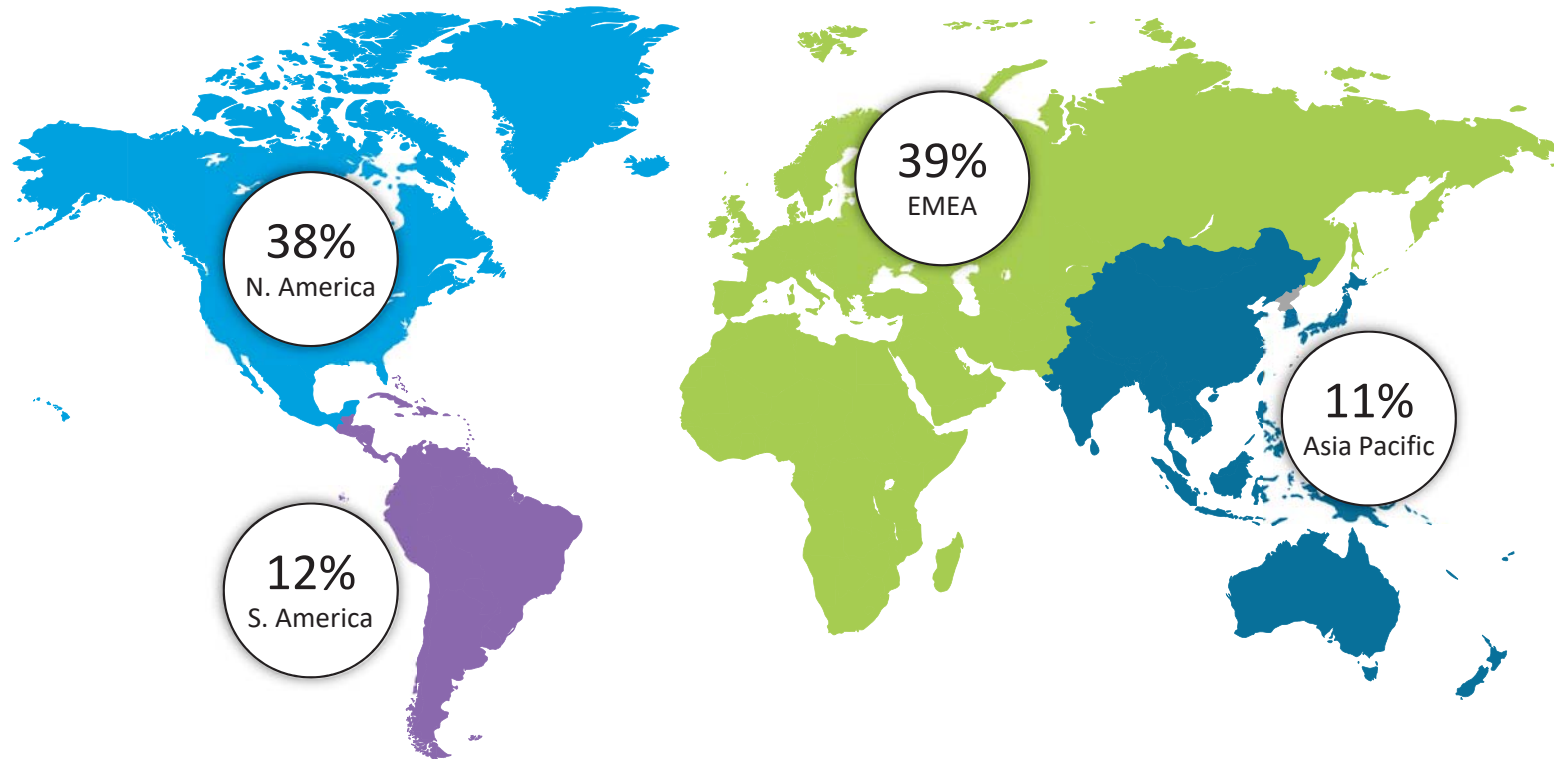 39%
EMEA
38%
N. America
11%
Asia Pacific
12%
S. America